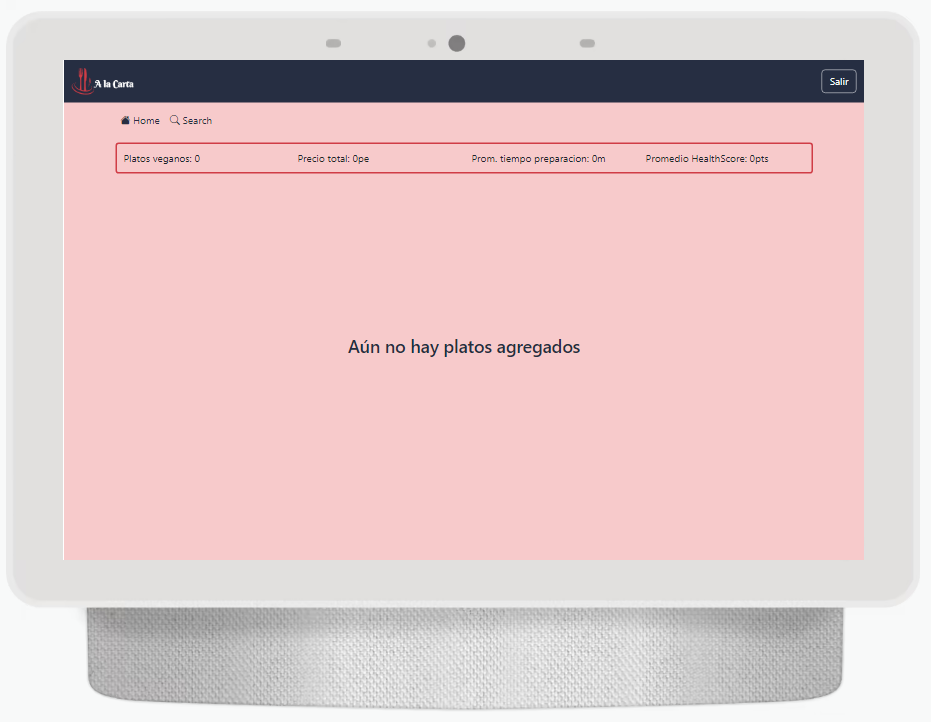 A la Carta
Salir
Home Search
Platos veganos: 0 Precio total: 0pe Prom. tiempo preparacion: 0m Promedio HealthScore: 0pts
Aún no hay platos agregados